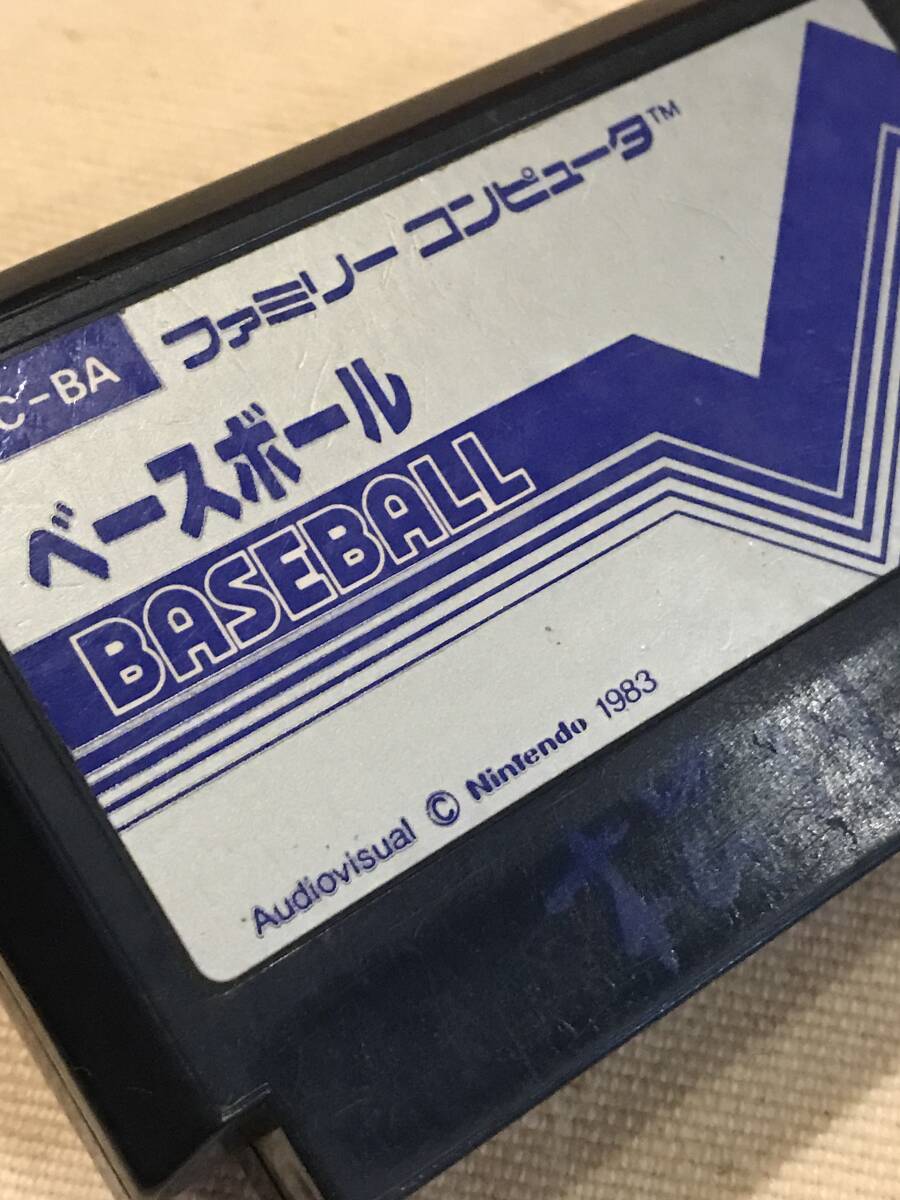 ファミリー コンピュータ™
C-BA
ベースボール
BASEBALL
Audiovisual © Nintendo 1983